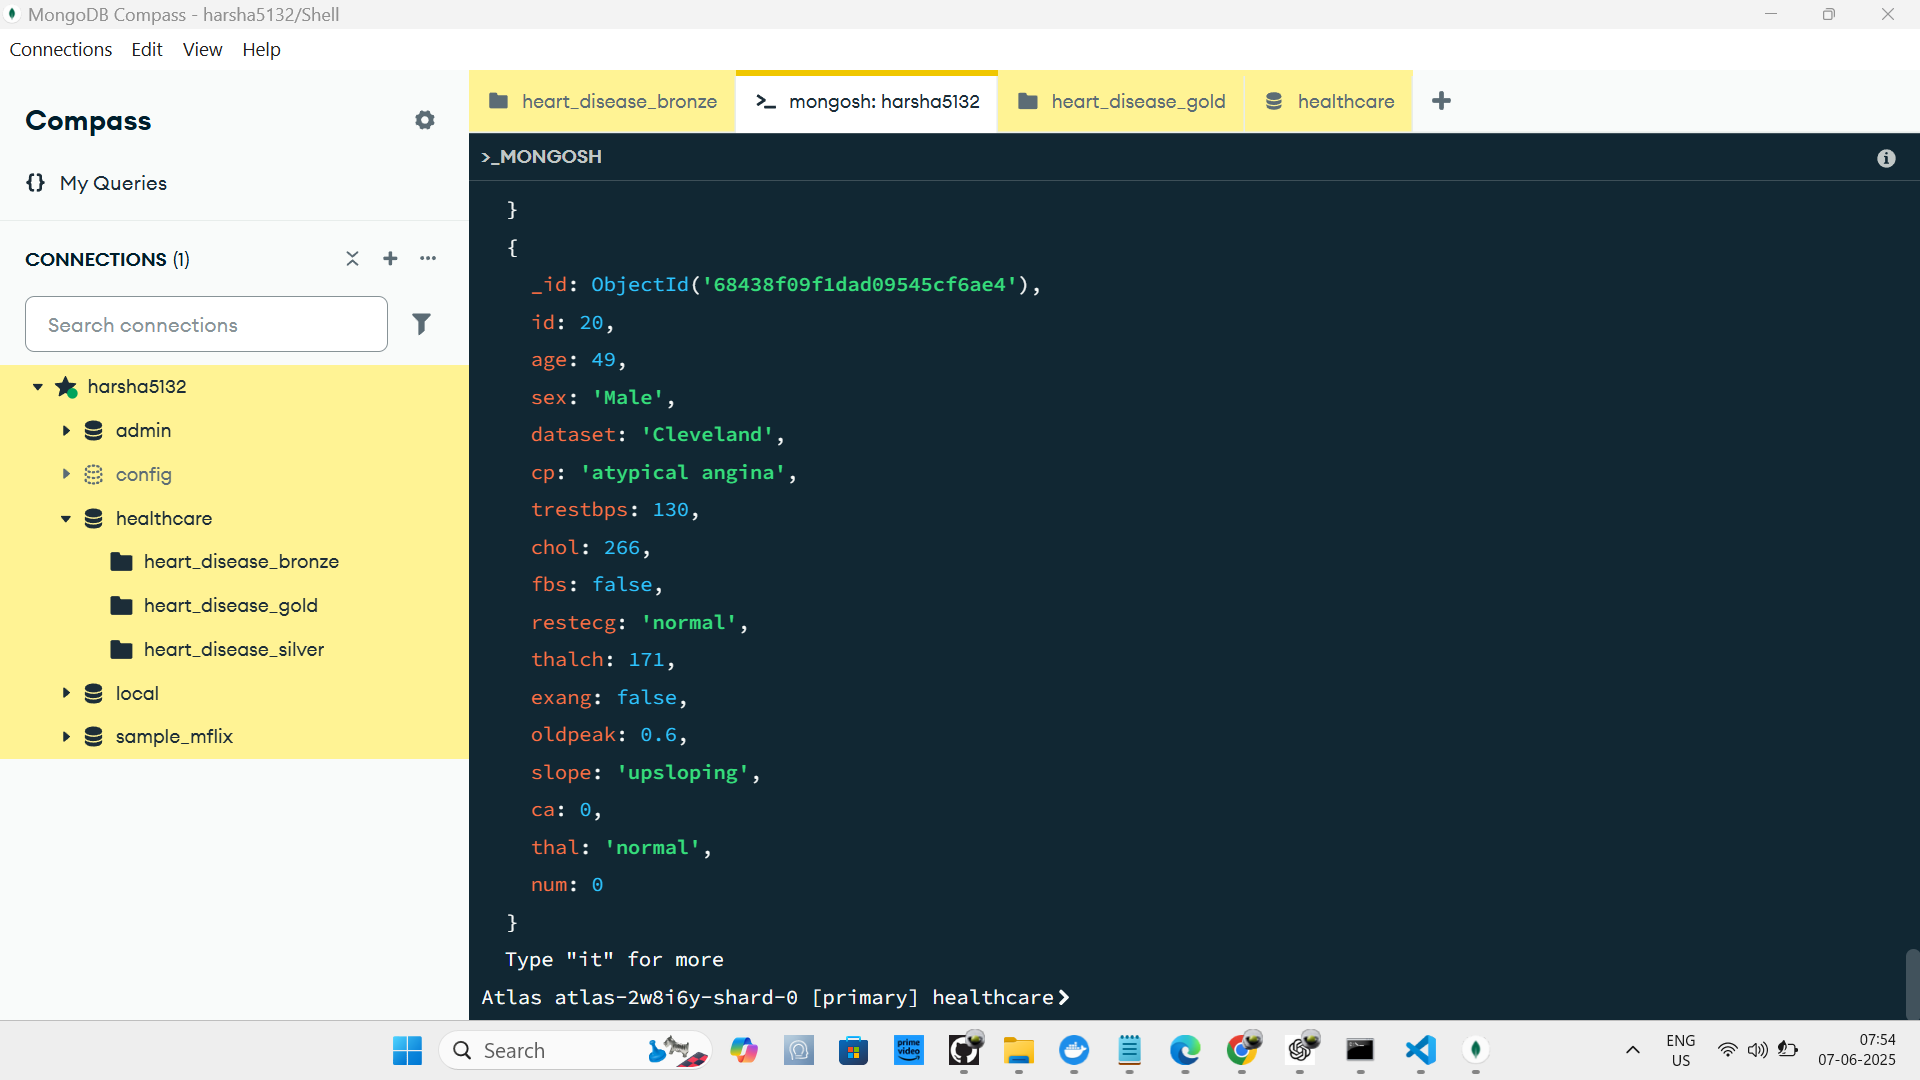 MongoDB Compass - harsha5132/Shell
Connections Edit View Help
Compass
{} My Queries
CONNECTIONS (1)
Search connections
harsha5132
admin
config
healthcare
heart_disease_bronze
heart_disease_gold
heart_disease_silver
local
sample_mflix
heart_disease_bronze
>_ mongosh: harsha5132
heart_disease_gold
healthcare
>_MONGOSH
}
{
_id: ObjectId('68438f09f1dad09545cf6ae4'),
id: 20,
age: 49,
sex: 'Male',
dataset: 'Cleveland',
cp: 'atypical angina',
trestbps: 130,
chol: 266,
fbs: false,
restecg: 'normal',
thalch: 171,
exang: false,
oldpeak: 0.6,
slope: 'upsloping',
ca: 0,
thal: 'normal',
num: 0
}
Type "it" for more
Atlas atlas-2w8i6y-shard-0 [primary] healthcare>
Search
prime video
ENG
US
07:54
07-06-2025